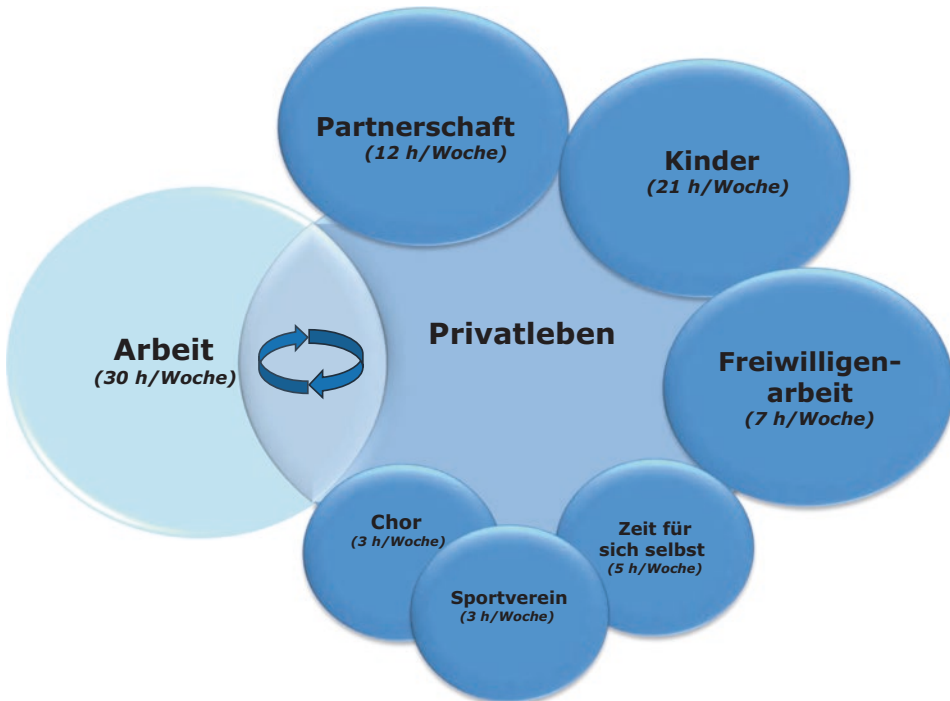 Partnerschaft
(12 h/Woche)
Kinder
(21 h/Woche)
Arbeit
(30 h/Woche)
Privatleben
Freiwilligen-
arbeit
(7 h/Woche)
Chor
(3 h/Woche)
Sportverein
(3 h/Woche)
Zeit für
sich selbst
(5 h/Woche)